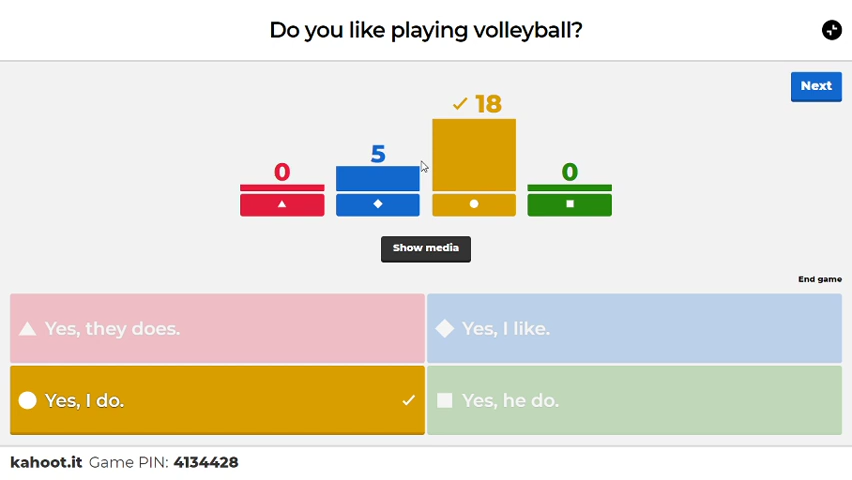 Do you like playing volleyball?
Next
18
5
0
0
Show media
End game
Yes, they does.
Yes, I like.
Yes, I do.
Yes, he do.
kahoot.it Game PIN: 4134428